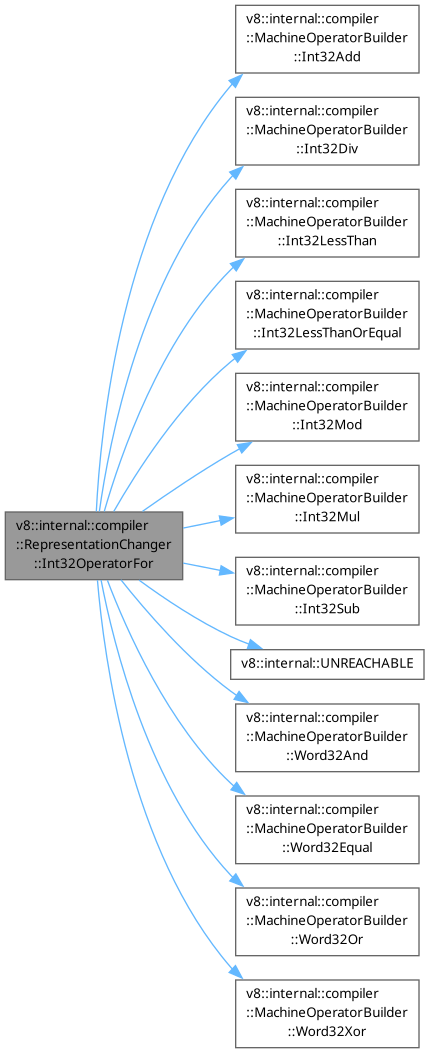 v8::internal::compiler
::MachineOperatorBuilder
::Int32Add
v8::internal::compiler
::MachineOperatorBuilder
::Int32Div
v8::internal::compiler
::MachineOperatorBuilder
::Int32LessThan
v8::internal::compiler
::MachineOperatorBuilder
::Int32LessThanOrEqual
v8::internal::compiler
::MachineOperatorBuilder
::Int32Mod
v8::internal::compiler
::MachineOperatorBuilder
::Int32Mul
v8::internal::compiler
::RepresentationChanger
::Int32OperatorFor
v8::internal::compiler
::MachineOperatorBuilder
::Int32Sub
v8::internal::UNREACHABLE
v8::internal::compiler
::MachineOperatorBuilder
::Word32And
v8::internal::compiler
::MachineOperatorBuilder
::Word32Equal
v8::internal::compiler
::MachineOperatorBuilder
::Word32Or
v8::internal::compiler
::MachineOperatorBuilder
::Word32Xor